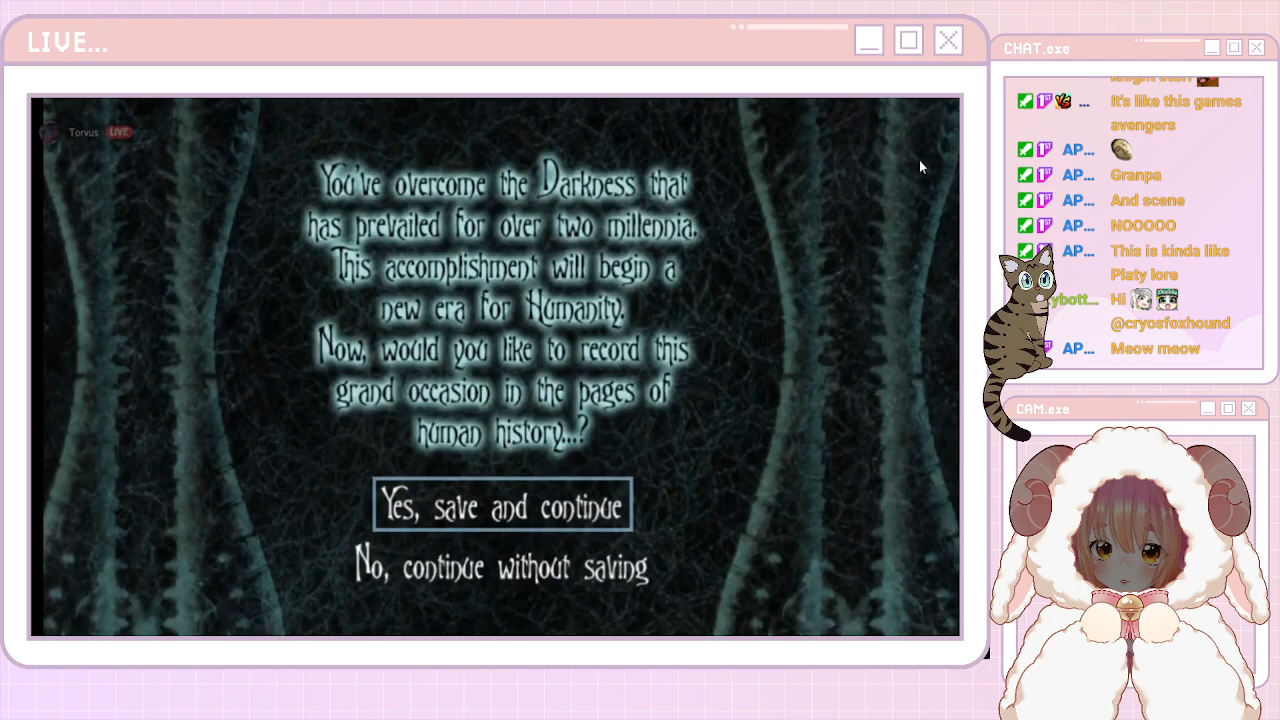 LIVE...
Torvus LIVE
You've overcome the Darkness that
has prevailed for over two millennia.
This accomplishment will begin a
new era for Humanity.
Now, would you like to record this
grand occasion in the pages of
human history...?
Yes, save and continue
No, continue without saving
CHAT.exe
... It's like this games
avengers
AP...
AP... Granpa
AP... And scene
AP... NOOOOO
AP... This is kinda like
Platy lore
ybott... Hi
@cryosfoxhound
AP... Meow meow
CAM.exe